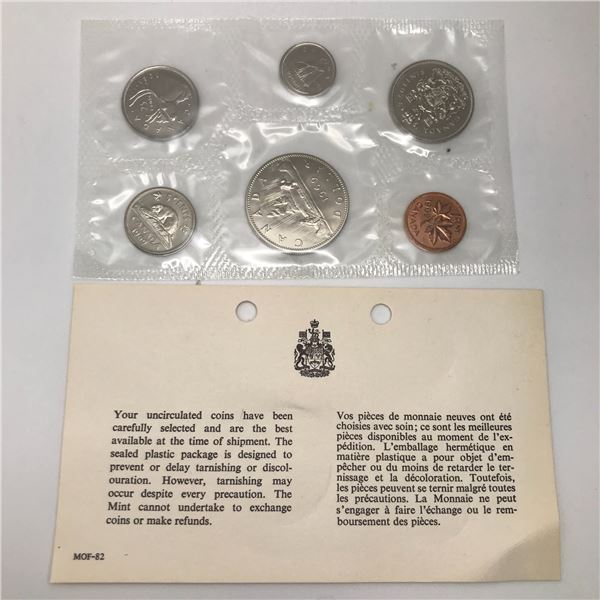 CANADA
DOLLAR
1969
CANADA
Your uncirculated coins have been
carefully selected and are the best
available at the time of shipment. The
sealed plastic package is designed to
prevent or delay tarnishing or discol-
ouration. However, tarnishing may
occur despite every precaution. The
Mint cannot undertake to exchange
coins or make refunds.
Vos pièces de monnaie neuves ont été
choisies avec soin; ce sont les meilleures
pièces disponibles au moment de l'ex-
pédition. L'emballage hermétique en
matière plastique a pour objet d'em-
pêcher ou du moins de retarder le ter-
nissage et la décoloration. Toutefois,
les pièces peuvent se ternir malgré toutes
les précautions. La Monnaie ne peut
s'engager à faire l'échange ou le rem-
boursement des pièces.
MOF-82